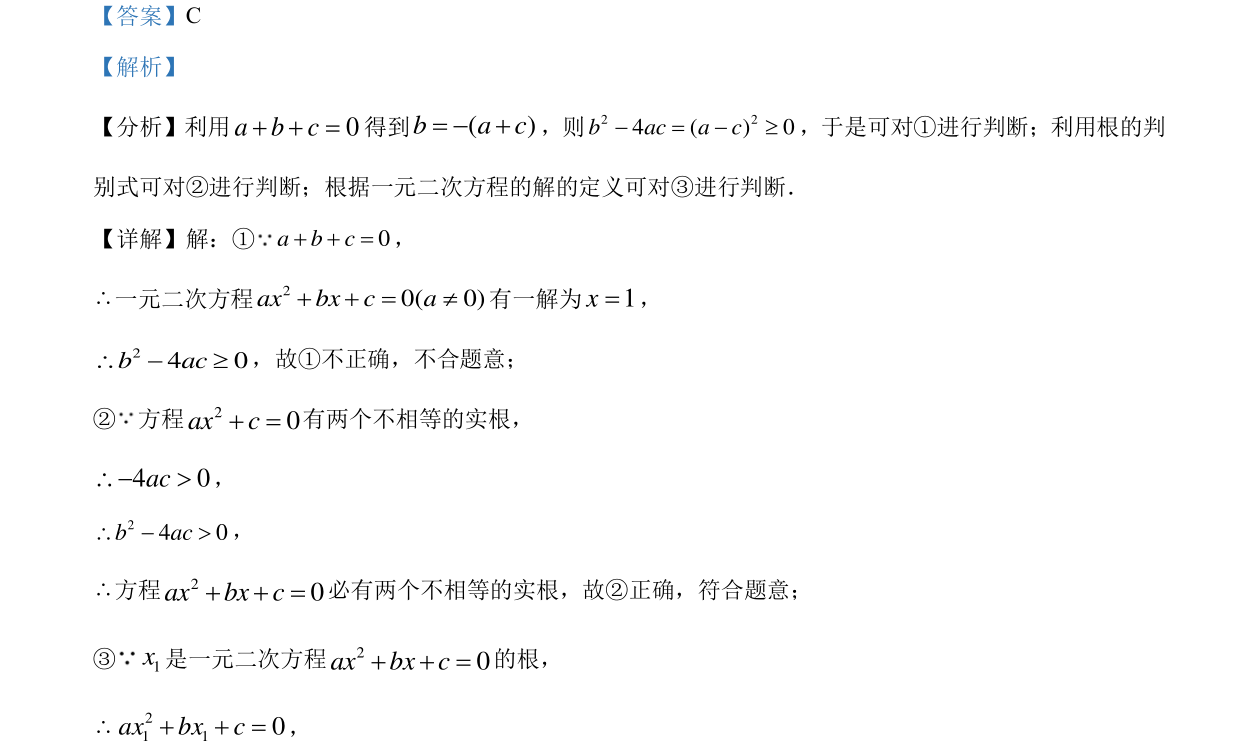 【答案】C
【解析】
【分析】利用 a+b+c=0 得到 b=−(a+c)，则 b²−4ac=(a−c)²≥0，于是可对①进行判断；利用根的判
别式可对②进行判断；根据一元二次方程的解的定义可对③进行判断．
【详解】解：①∵a+b+c=0，
∴一元二次方程 ax²+bx+c=0(a≠0) 有一解为 x=1，
∴b²−4ac≥0，故①不正确，不合题意；
②∵方程 ax²+c=0 有两个不相等的实根，
∴−4ac>0，
∴b²−4ac>0，
∴方程 ax²+bx+c=0 必有两个不相等的实根，故②正确，符合题意；
③∵x₁是一元二次方程 ax²+bx+c=0 的根，
∴ax₁²+bx₁+c=0，